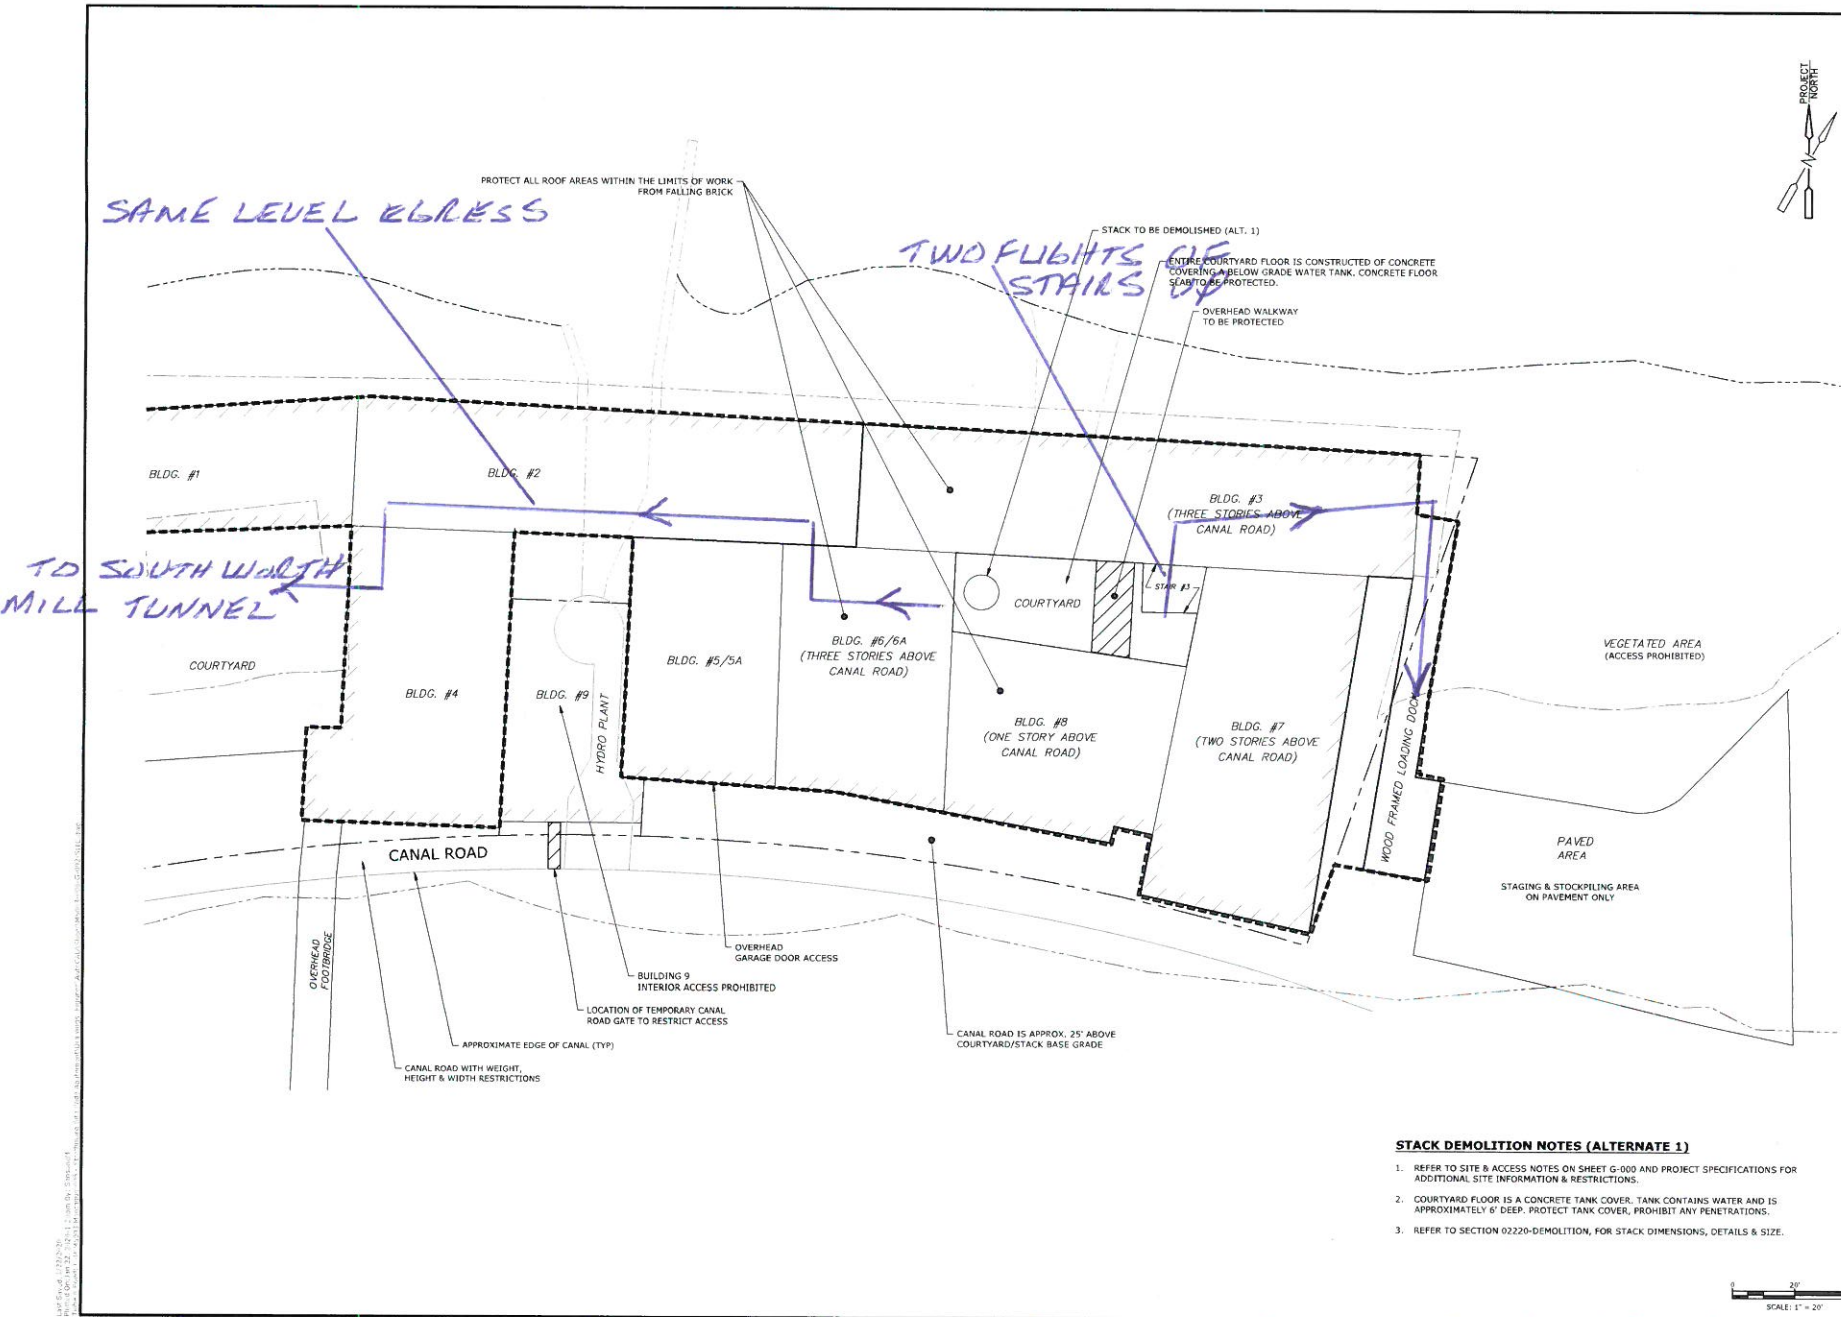 PROJECT
NORTH
PROTECT ALL ROOF AREAS WITHIN THE LIMITS OF WORK
FROM FALLING BRICK
SAME LEVEL EGRESS
STACK TO BE DEMOLISHED (ALT. 1)
TWO FLIGHTS OF
STAIRS UP
ENTIRE COURTYARD FLOOR IS CONSTRUCTED OF CONCRETE
COVERING A BELOW GRADE WATER TANK. CONCRETE FLOOR
SLAB TO BE PROTECTED.
OVERHEAD WALKWAY
TO BE PROTECTED
BLDG. #1
BLDG. #2
BLDG. #3
(THREE STORIES ABOVE
CANAL ROAD)
TO SOUTH WORTH
MILL TUNNEL
STAIR #3
COURTYARD
COURTYARD
BLDG. #4
BLDG. #9
HYDRO PLANT
BLDG. #5/5A
BLDG. #6/6A
(THREE STORIES ABOVE
CANAL ROAD)
BLDG. #8
(ONE STORY ABOVE
CANAL ROAD)
BLDG. #7
(TWO STORIES ABOVE
CANAL ROAD)
WOOD FRAMED LOADING DOCK
VEGETATED AREA
(ACCESS PROHIBITED)
PAVED
AREA
STAGING & STOCKPILING AREA
ON PAVEMENT ONLY
CANAL ROAD
OVERHEAD
FOOTBRIDGE
OVERHEAD
GARAGE DOOR ACCESS
BUILDING 9
INTERIOR ACCESS PROHIBITED
LOCATION OF TEMPORARY CANAL
ROAD GATE TO RESTRICT ACCESS
APPROXIMATE EDGE OF CANAL (TYP)
CANAL ROAD WITH WEIGHT,
HEIGHT & WIDTH RESTRICTIONS
CANAL ROAD IS APPROX. 25' ABOVE
COURTYARD/STACK BASE GRADE
STACK DEMOLITION NOTES (ALTERNATE 1)
1. REFER TO SITE & ACCESS NOTES ON SHEET G-000 AND PROJECT SPECIFICATIONS FOR
ADDITIONAL SITE INFORMATION & RESTRICTIONS.
2. COURTYARD FLOOR IS A CONCRETE TANK COVER. TANK CONTAINS WATER AND IS
APPROXIMATELY 6' DEEP. PROTECT TANK COVER, PROHIBIT ANY PENETRATIONS.
3. REFER TO SECTION 02220-DEMOLITION, FOR STACK DIMENSIONS, DETAILS & SIZE.
0 20'
SCALE: 1" = 20'